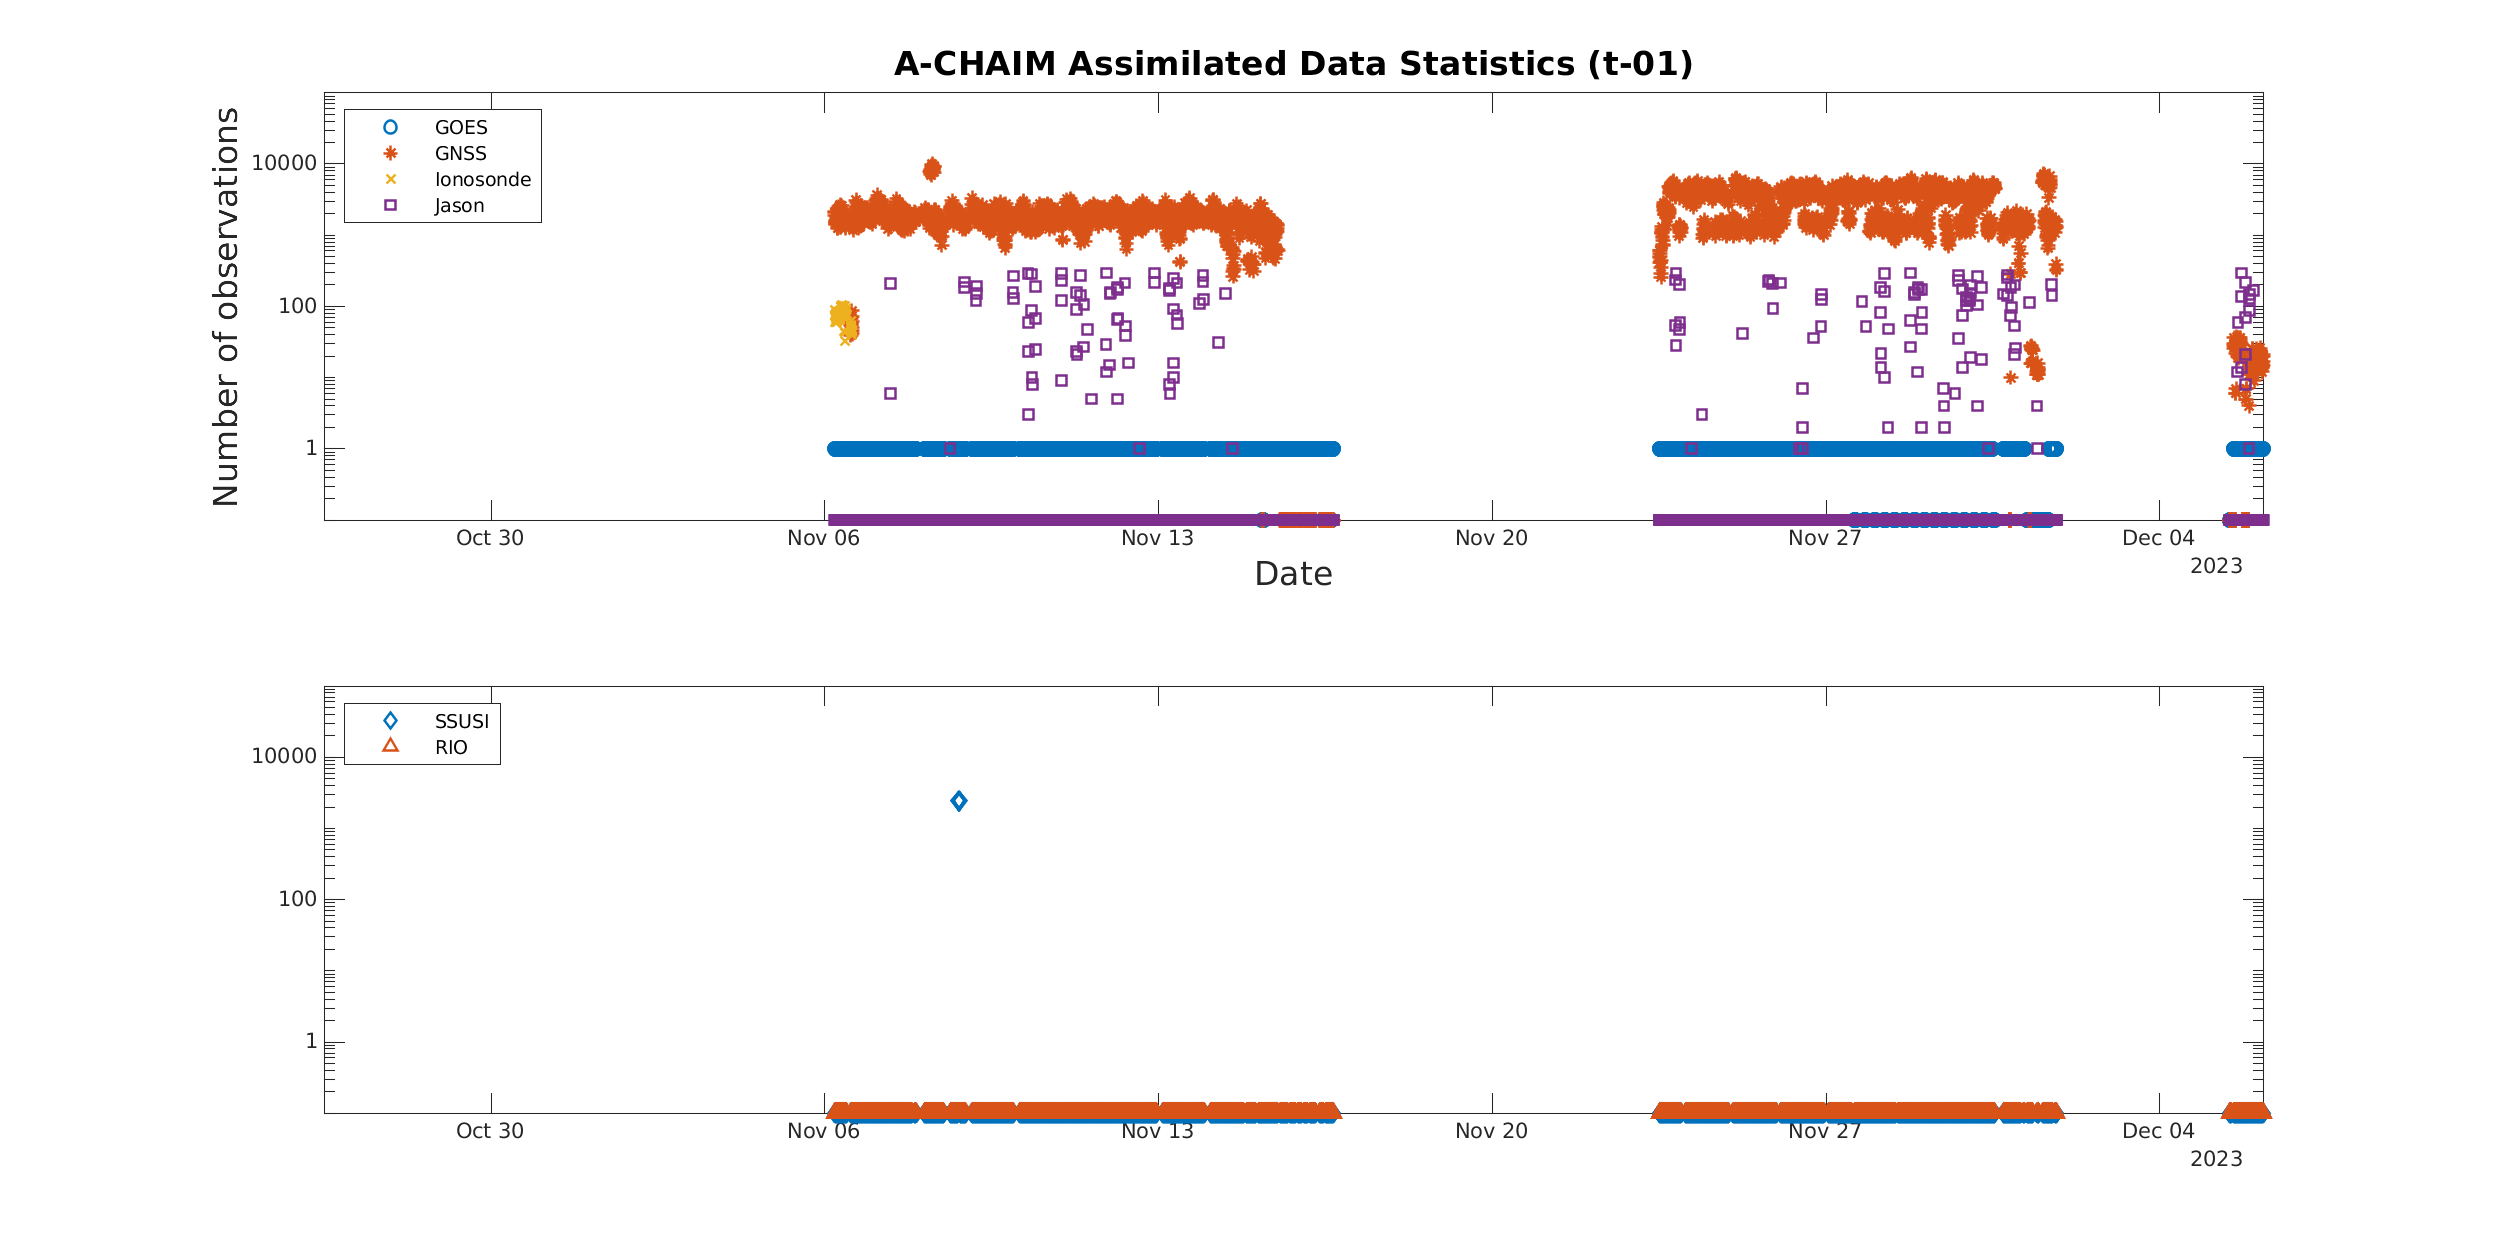 A-CHAIM Assimilated Data Statistics (t-01)
Number of observations
10000
100
1
GOES
GNSS
Ionosonde
Jason
Oct 30 Nov 06 Nov 13 Nov 20 Nov 27 Dec 04
2023
Date
10000
100
1
SSUSI
RIO
Oct 30 Nov 06 Nov 13 Nov 20 Nov 27 Dec 04
2023